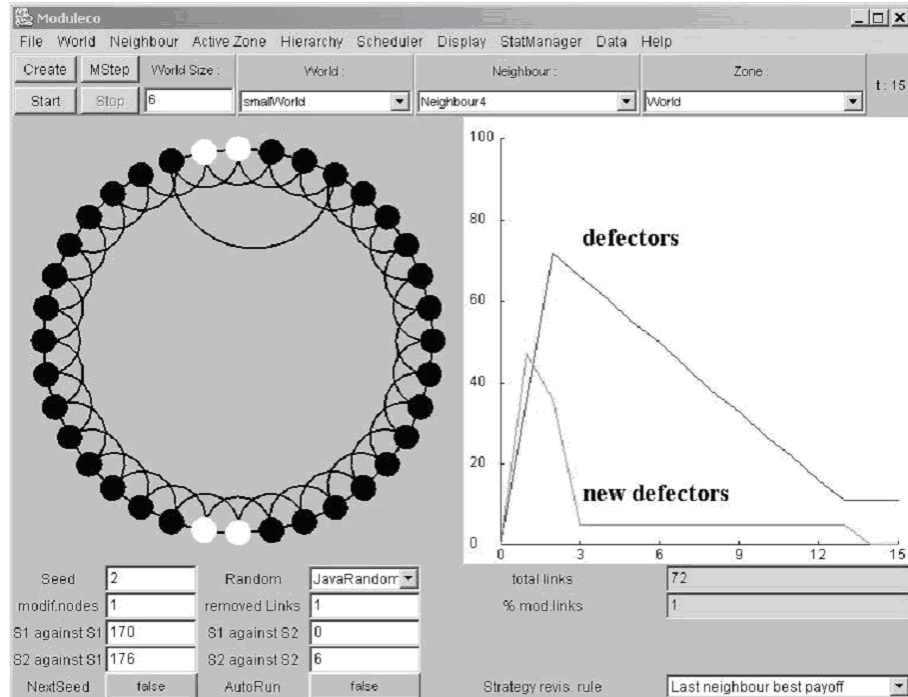 Moduleco
File World Neighbour Active Zone Hierarchy Scheduler Display StatManager Data Help
Create MStep World Size : World : Neighbour : Zone : t : 15
Start Stop 6 smallWorld Neighbour4 World
100
80
60
40
20
0
defectors
new defectors
0 3 6 9 12 15
Seed 2 Random JavaRandom total links 72
modif.nodes 1 removed Links 1 % mod.links 1
S1 against S1 170 S1 against S2 0
S2 against S1 176 S2 against S2 6
NextSeed false AutoRun false Strategy revis. rule Last neighbour best payoff